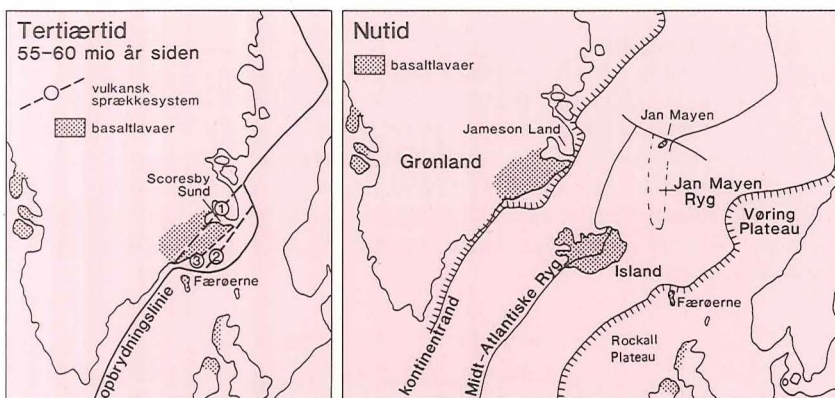 Tertiærtid
55–60 mio år siden
vulkansk
sprækkesystem
basaltlavaer
Scoresby
Sund
1
3 2
Færøerne
opbrydningslinie
Nutid
basaltlavaer
Jan Mayen
Jameson Land
Grønland
Jan Mayen
Ryg
Vøring
Plateau
Island
Færøerne
Rockall
Plateau
kontinentrand
Midt-Atlantiske Ryg